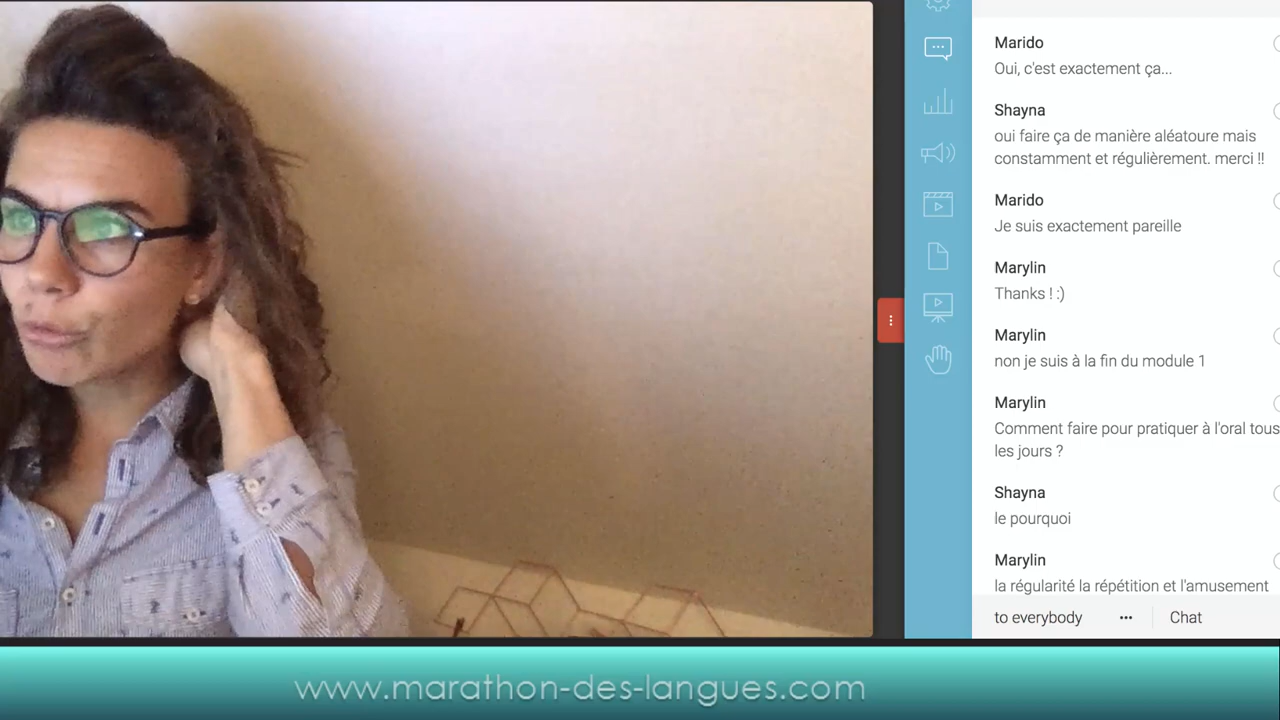 Marido
Oui, c'est exactement ça...
Shayna
oui faire ça de manière aléatoure mais
constamment et régulièrement. merci !!
Marido
Je suis exactement pareille
Marylin
Thanks ! :)
Marylin
non je suis à la fin du module 1
Marylin
Comment faire pour pratiquer à l'oral tous
les jours ?
Shayna
le pourquoi
Marylin
la régularité la répétition et l'amusement
to everybody ••• Chat
www.marathon-des-langues.com